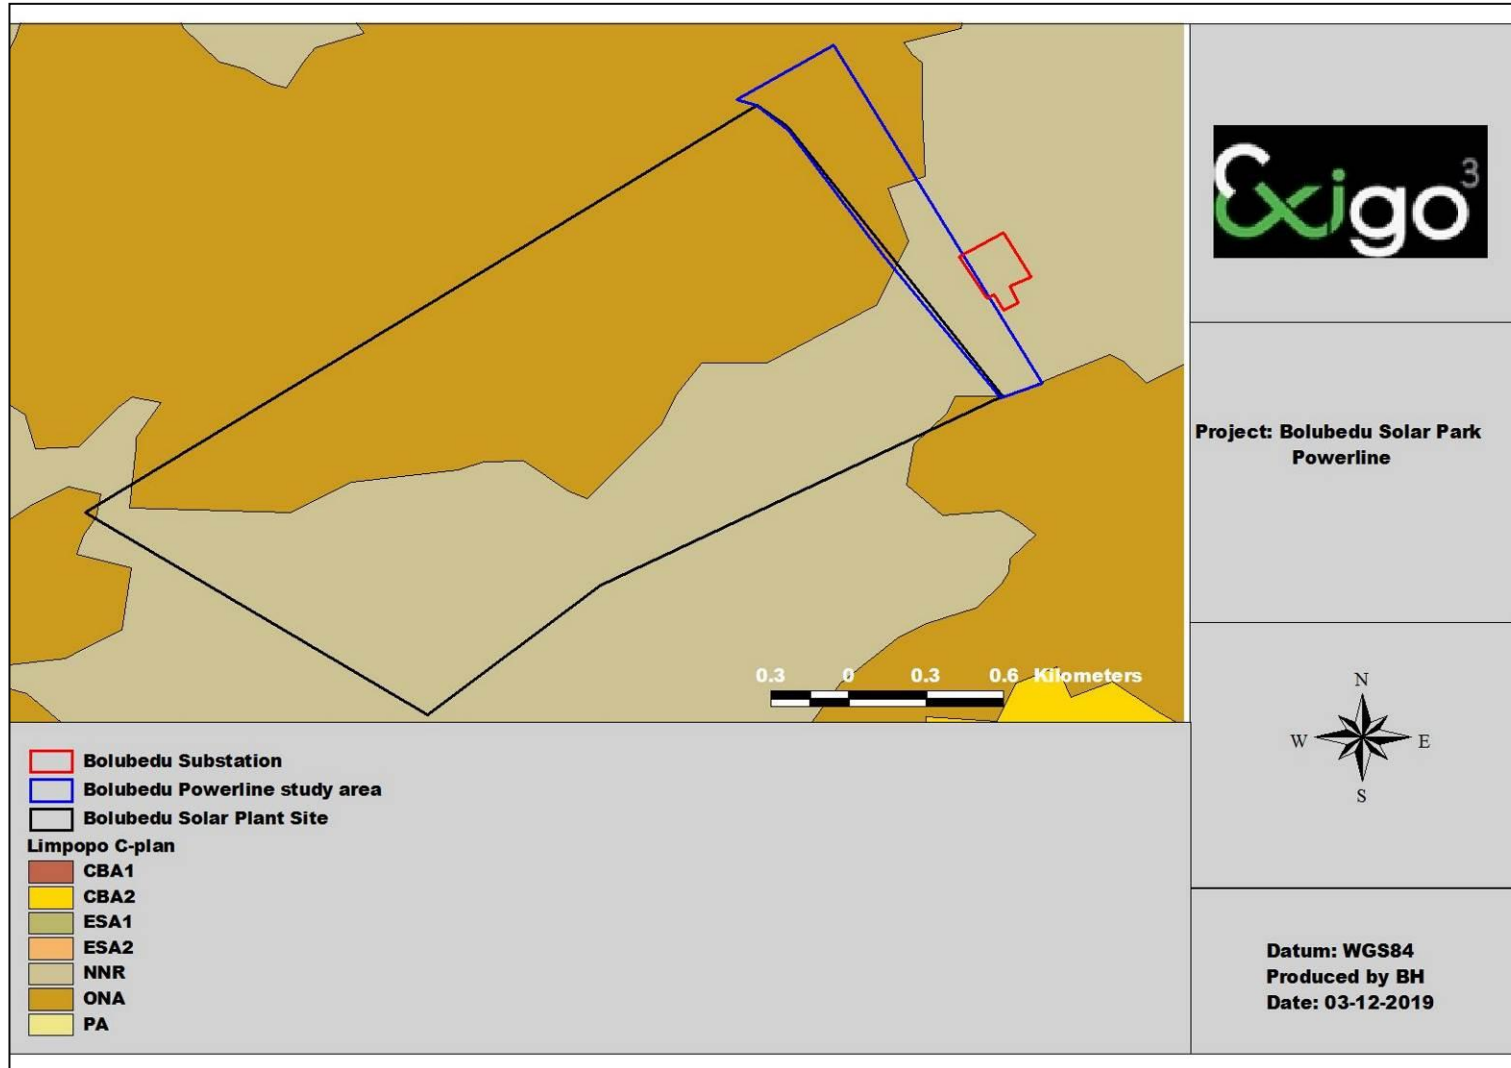 0.3 0 0.3 0.6 Kilometers
Exigo3
Project: Bolubedu Solar Park
Powerline
N
W E
S
Bolubedu Substation
Bolubedu Powerline study area
Bolubedu Solar Plant Site
Limpopo C-plan
CBA1
CBA2
ESA1
ESA2
NNR
ONA
PA
Datum: WGS84
Produced by BH
Date: 03-12-2019